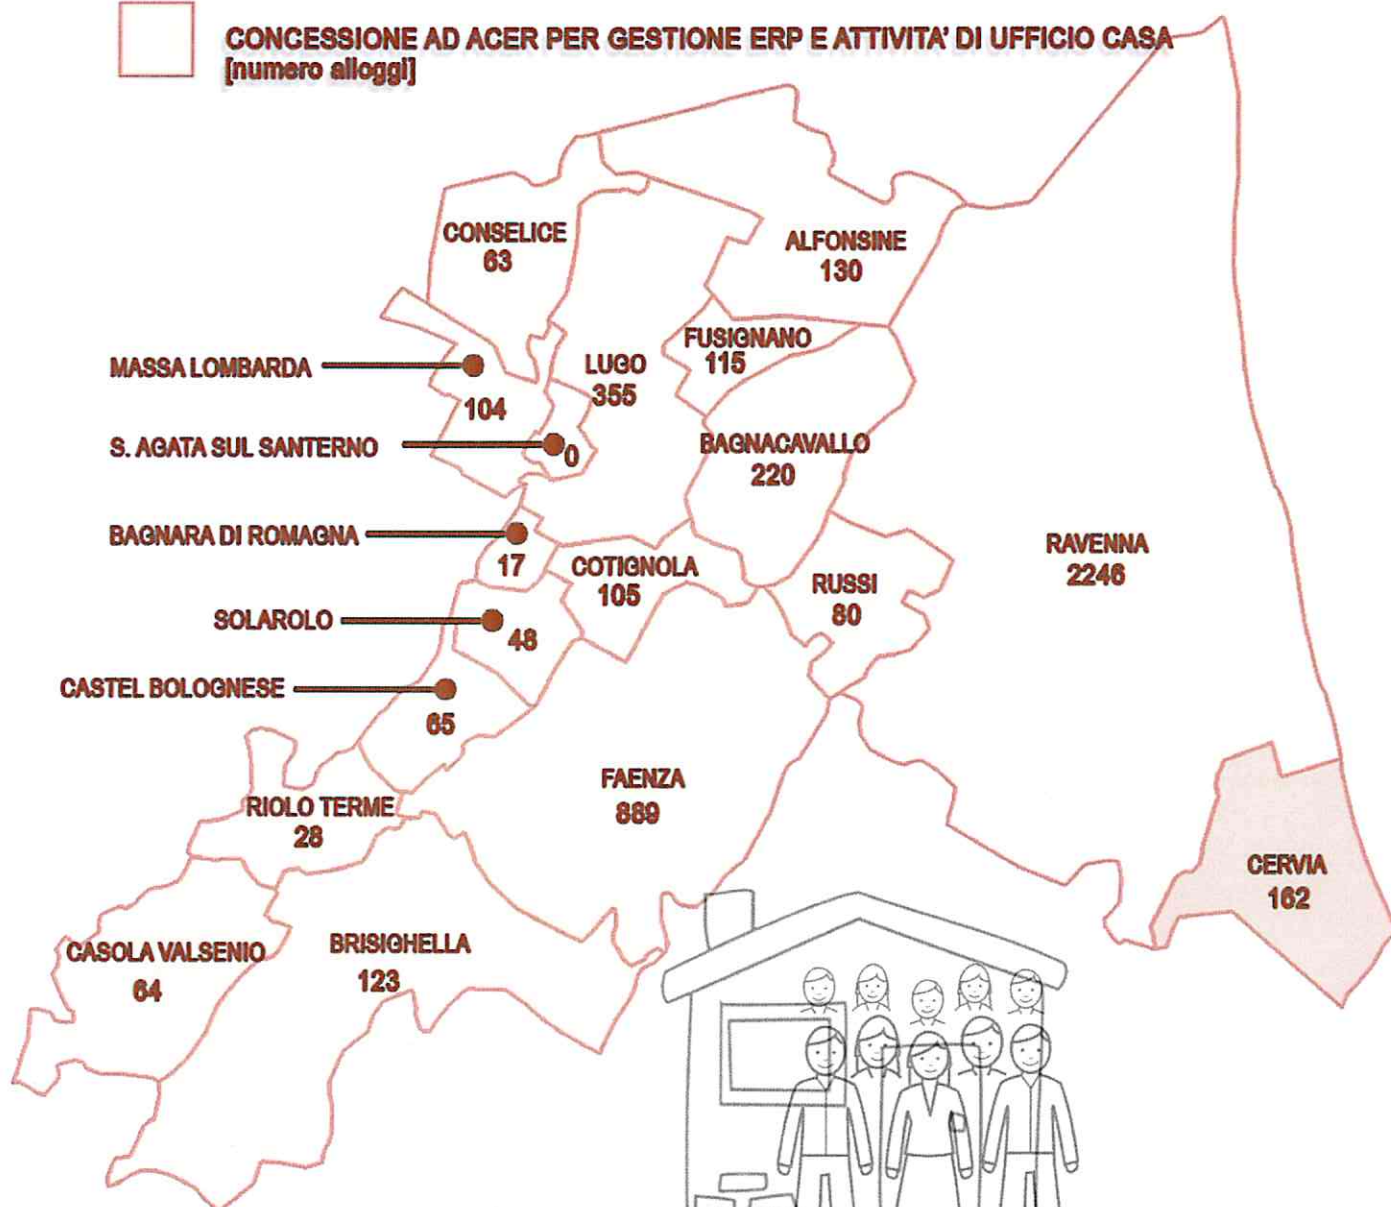 CONCESSIONE AD ACER PER GESTIONE ERP E ATTIVITA' DI UFFICIO CASA
[numero alloggi]
CONSELICE
63
ALFONSINE
130
FUSIGNANO
115
MASSA LOMBARDA
104
LUGO
355
S. AGATA SUL SANTERNO
0
BAGNACAVALLO
220
BAGNARA DI ROMAGNA
17
COTIGNOLA
105
RUSSI
80
RAVENNA
2246
SOLAROLO
48
CASTEL BOLOGNESE
65
FAENZA
889
RIOLO TERME
28
CERVIA
162
CASOLA VALSENIO
64
BRISIGHELLA
123